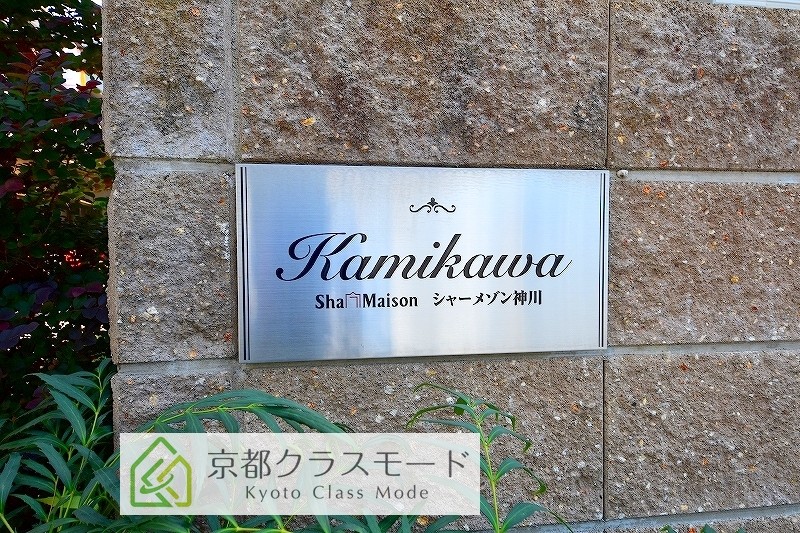 Kamikawa
Sha Maison シャーメゾン神川
京都クラスモード
Kyoto Class Mode